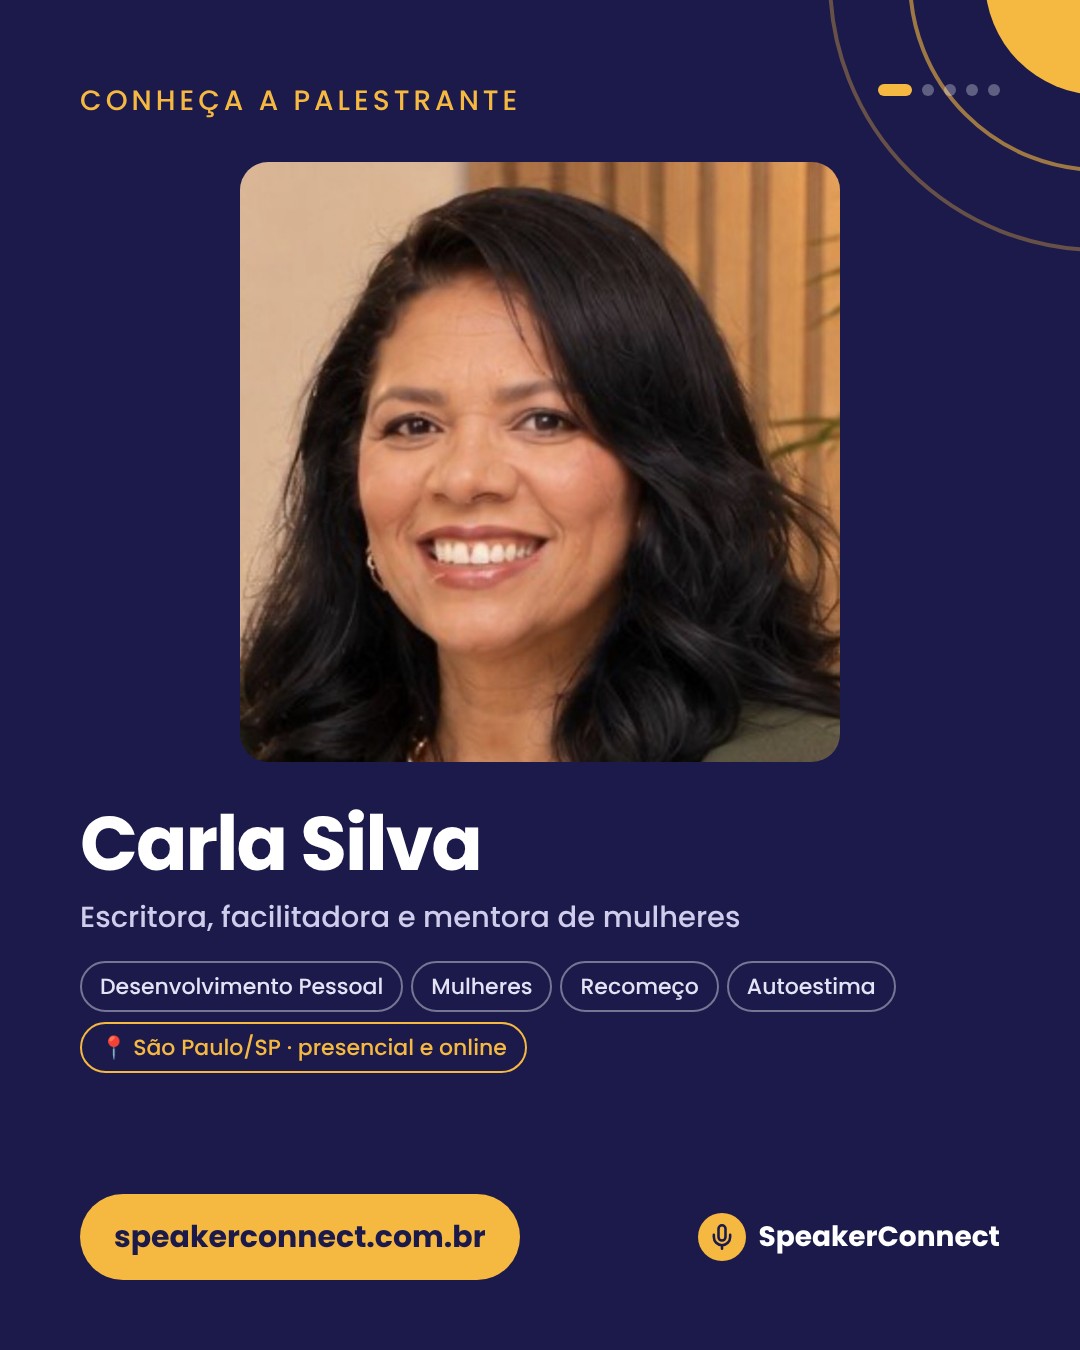 CONHEÇA A PALESTRANTE
Carla Silva
Escritora, facilitadora e mentora de mulheres
Desenvolvimento Pessoal Mulheres Recomeço Autoestima
📍 São Paulo/SP · presencial e online
speakerconnect.com.br SpeakerConnect